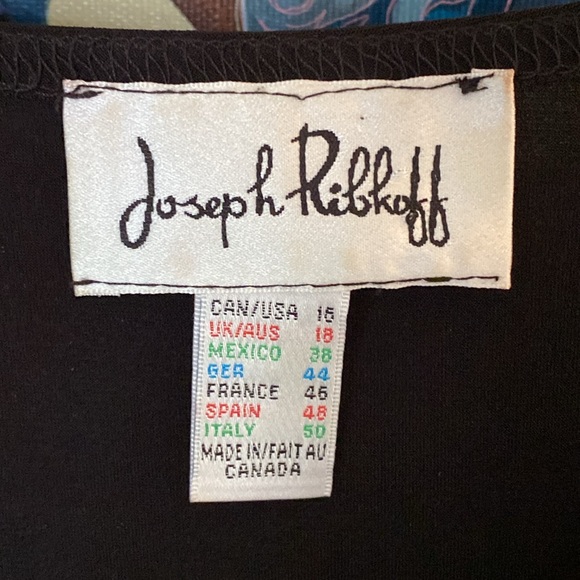 Joseph Ribkoff
CAN/USA 16
UK/AUS 18
MEXICO 38
GER 44
FRANCE 46
SPAIN 48
ITALY 50
MADE IN/FAIT AU
CANADA